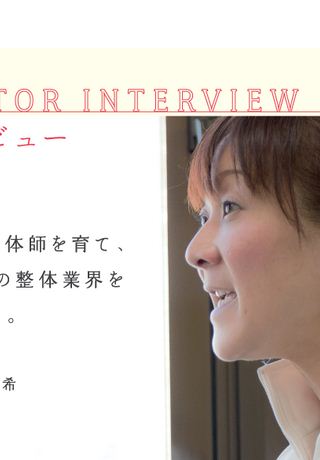 TOR INTERVIEW
ビュー
体師を育て、
の整体業界を
。
希